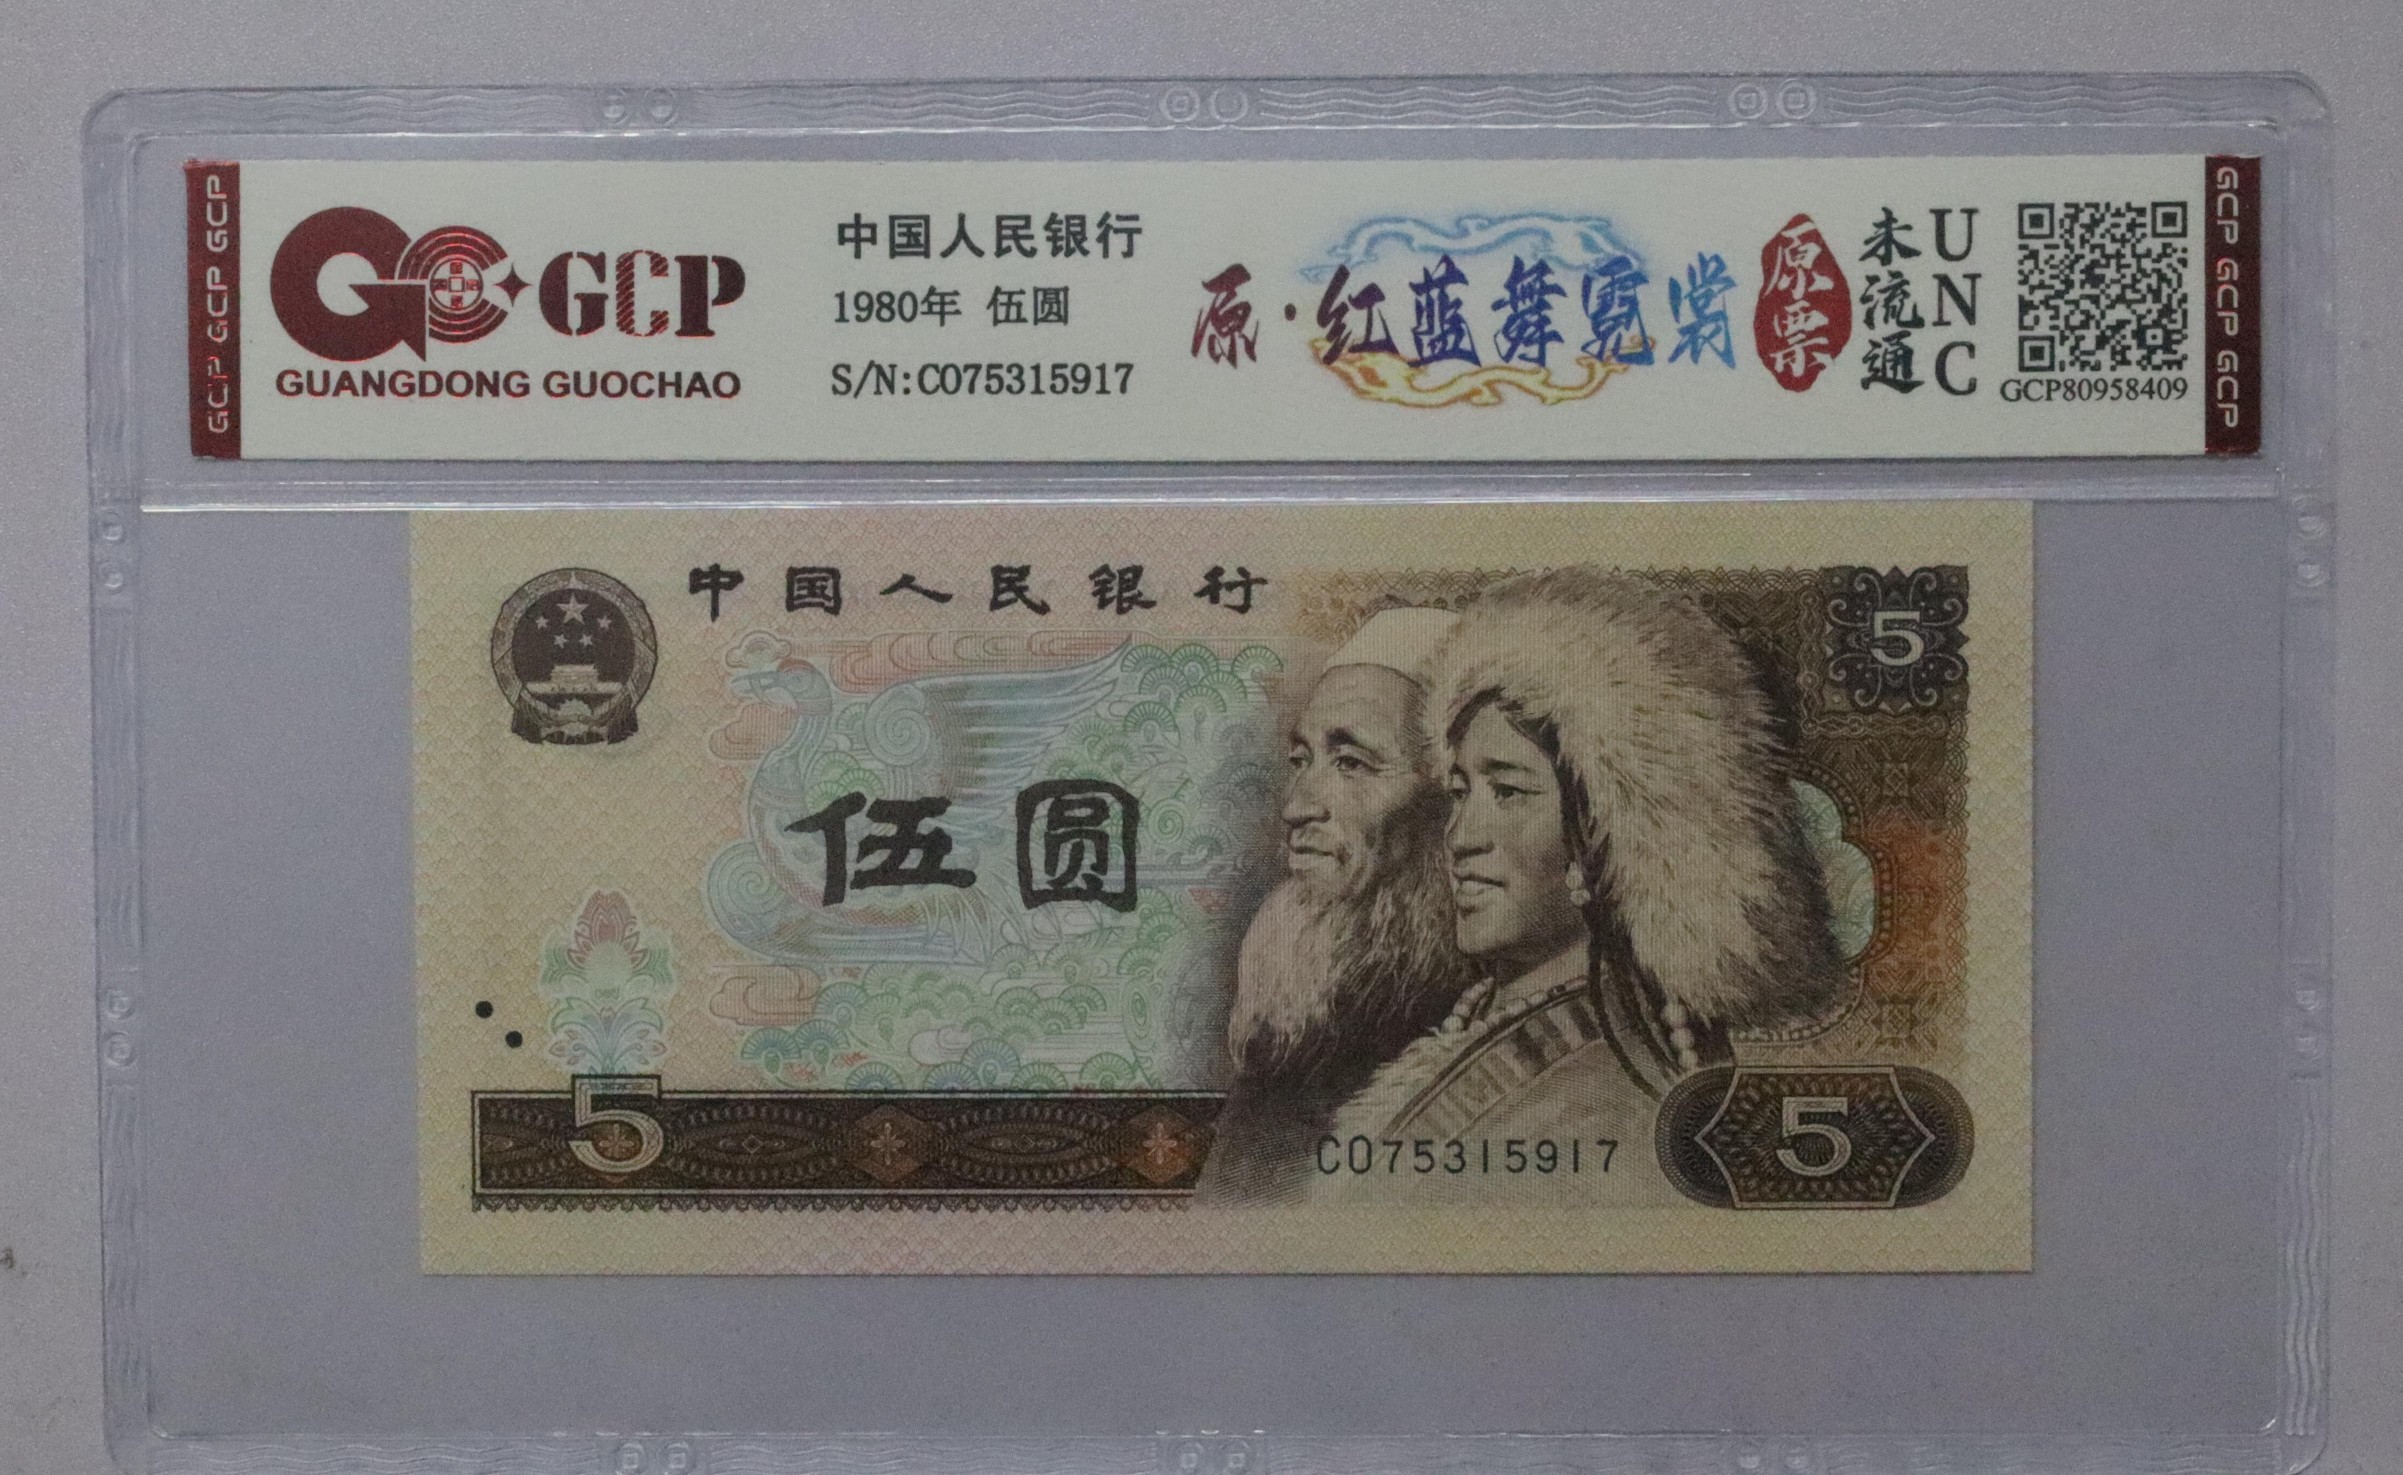 GCP GCP GCP
GCP
GUANGDONG GUOCHAO
中国人民银行
1980年 伍圆
S/N:CO75315917
原·红蓝舞霓裳
原票
未流通
UNC
GCP80958409
GCP GCP GCP
中国人民银行
5
伍圆
5
CO75315917
5